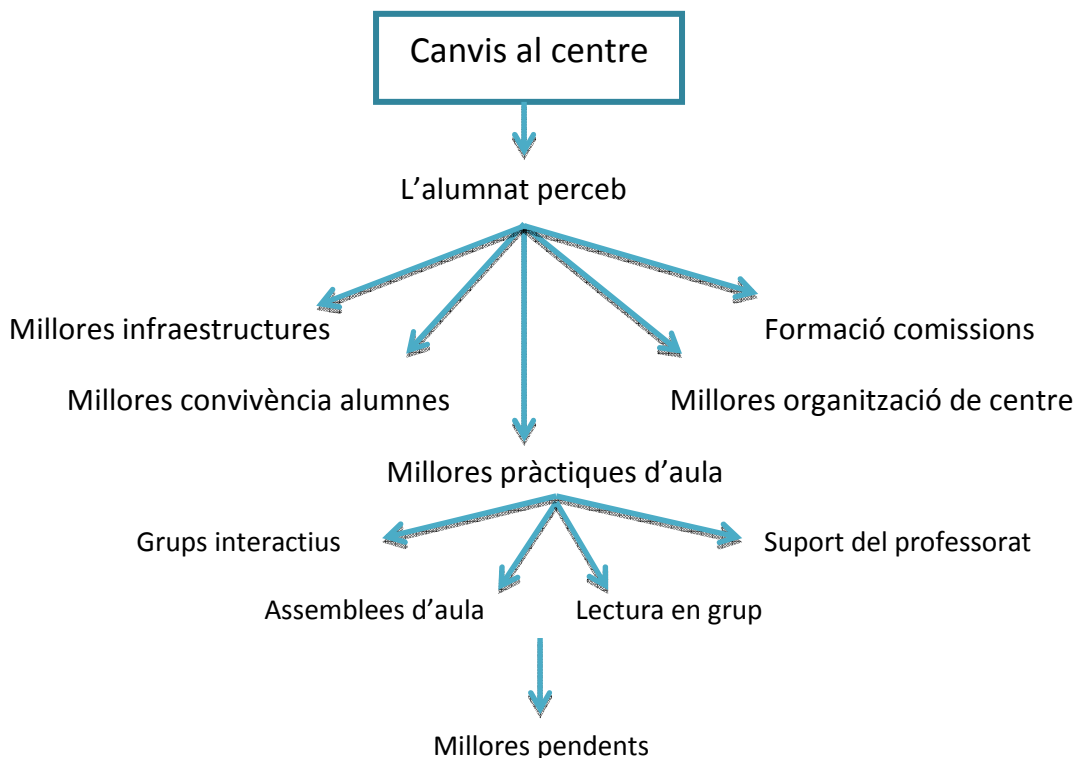 Canvis al centre
L’alumnat perceb
Millores infraestructures
Formació comissions
Millores convivència alumnes
Millores organització de centre
Millores pràctiques d’aula
Grups interactius
Suport del professorat
Assemblees d’aula
Lectura en grup
Millores pendents